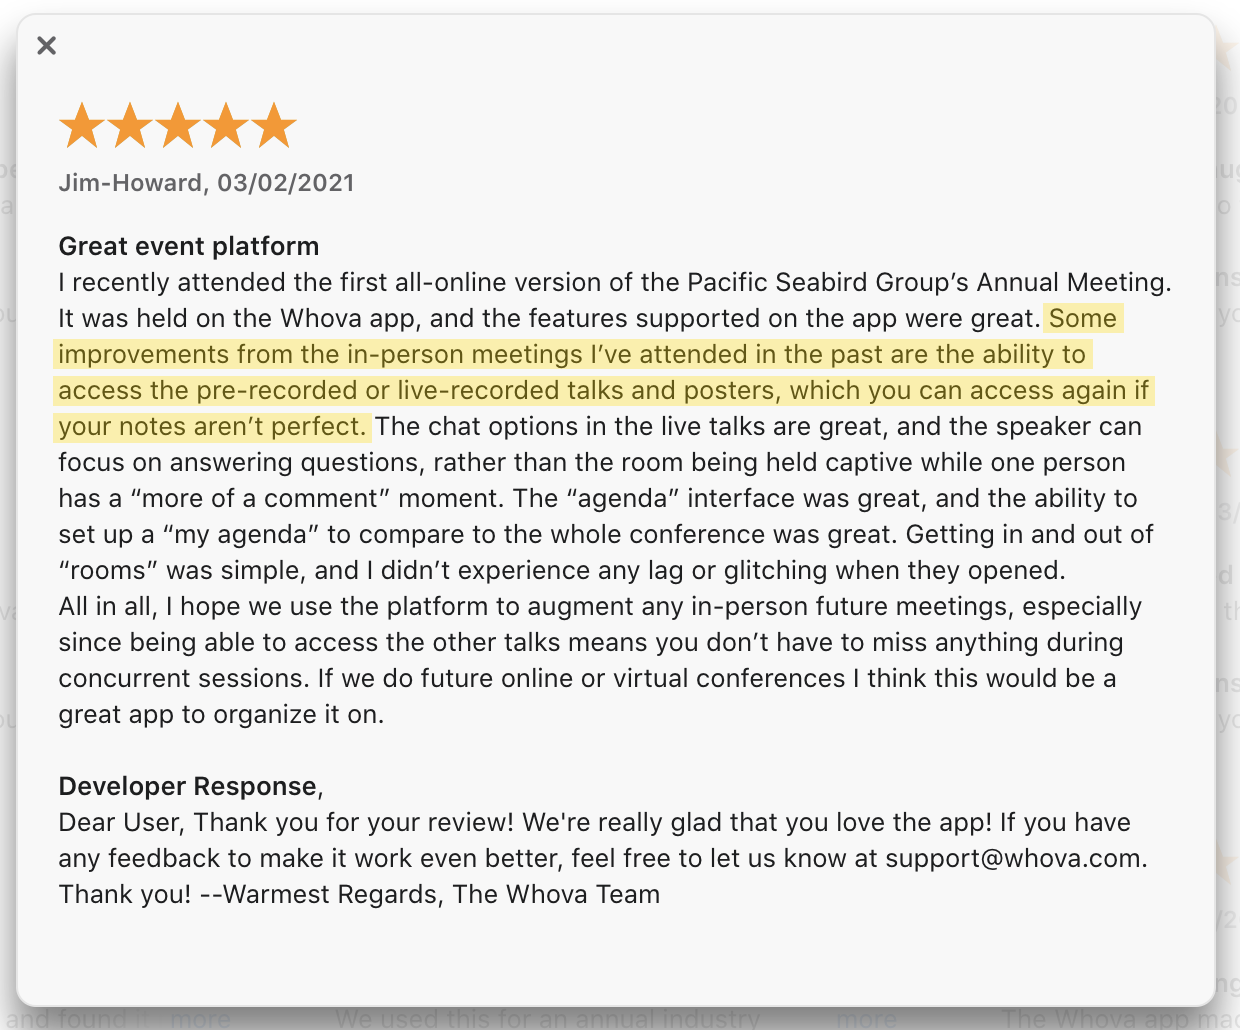 Jim-Howard, 03/02/2021
Great event platform
I recently attended the first all-online version of the Pacific Seabird Group’s Annual Meeting.
It was held on the Whova app, and the features supported on the app were great. Some
improvements from the in-person meetings I’ve attended in the past are the ability to
access the pre-recorded or live-recorded talks and posters, which you can access again if
your notes aren’t perfect. The chat options in the live talks are great, and the speaker can
focus on answering questions, rather than the room being held captive while one person
has a “more of a comment” moment. The “agenda” interface was great, and the ability to
set up a “my agenda” to compare to the whole conference was great. Getting in and out of
“rooms” was simple, and I didn’t experience any lag or glitching when they opened.
All in all, I hope we use the platform to augment any in-person future meetings, especially
since being able to access the other talks means you don’t have to miss anything during
concurrent sessions. If we do future online or virtual conferences I think this would be a
great app to organize it on.
Developer Response,
Dear User, Thank you for your review! We're really glad that you love the app! If you have
any feedback to make it work even better, feel free to let us know at support@whova.com.
Thank you! --Warmest Regards, The Whova Team
and found it more We used this for an annual industry more The Whova app